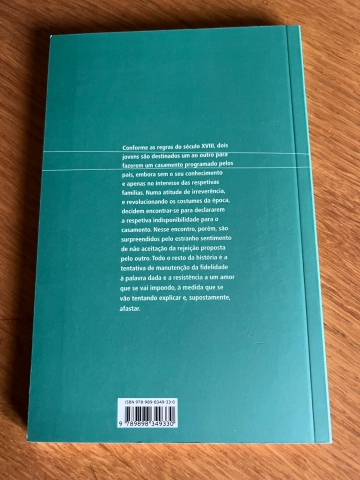 Conforme as regras do século XVIII, dois
jovens são destinados um ao outro para
fazerem um casamento programado pelos
pais, embora sem o seu conhecimento
e apenas no interesse das respetivas
famílias. Numa atitude de irreverência,
e revolucionando os costumes da época,
decidem encontrar-se para declararem
a respetiva indisponibilidade para o
casamento. Nesse encontro, porém, são
surpreendidos pelo estranho sentimento
de não aceitação da rejeição proposta
pelo outro. Todo o resto da história é a
tentativa de manutenção da fidelidade
à palavra dada e a resistência a um amor
que se vai impondo, à medida que se
vão tentando explicar e, supostamente,
afastar.
ISBN 978-989-8349-33-0
9 789898 349330